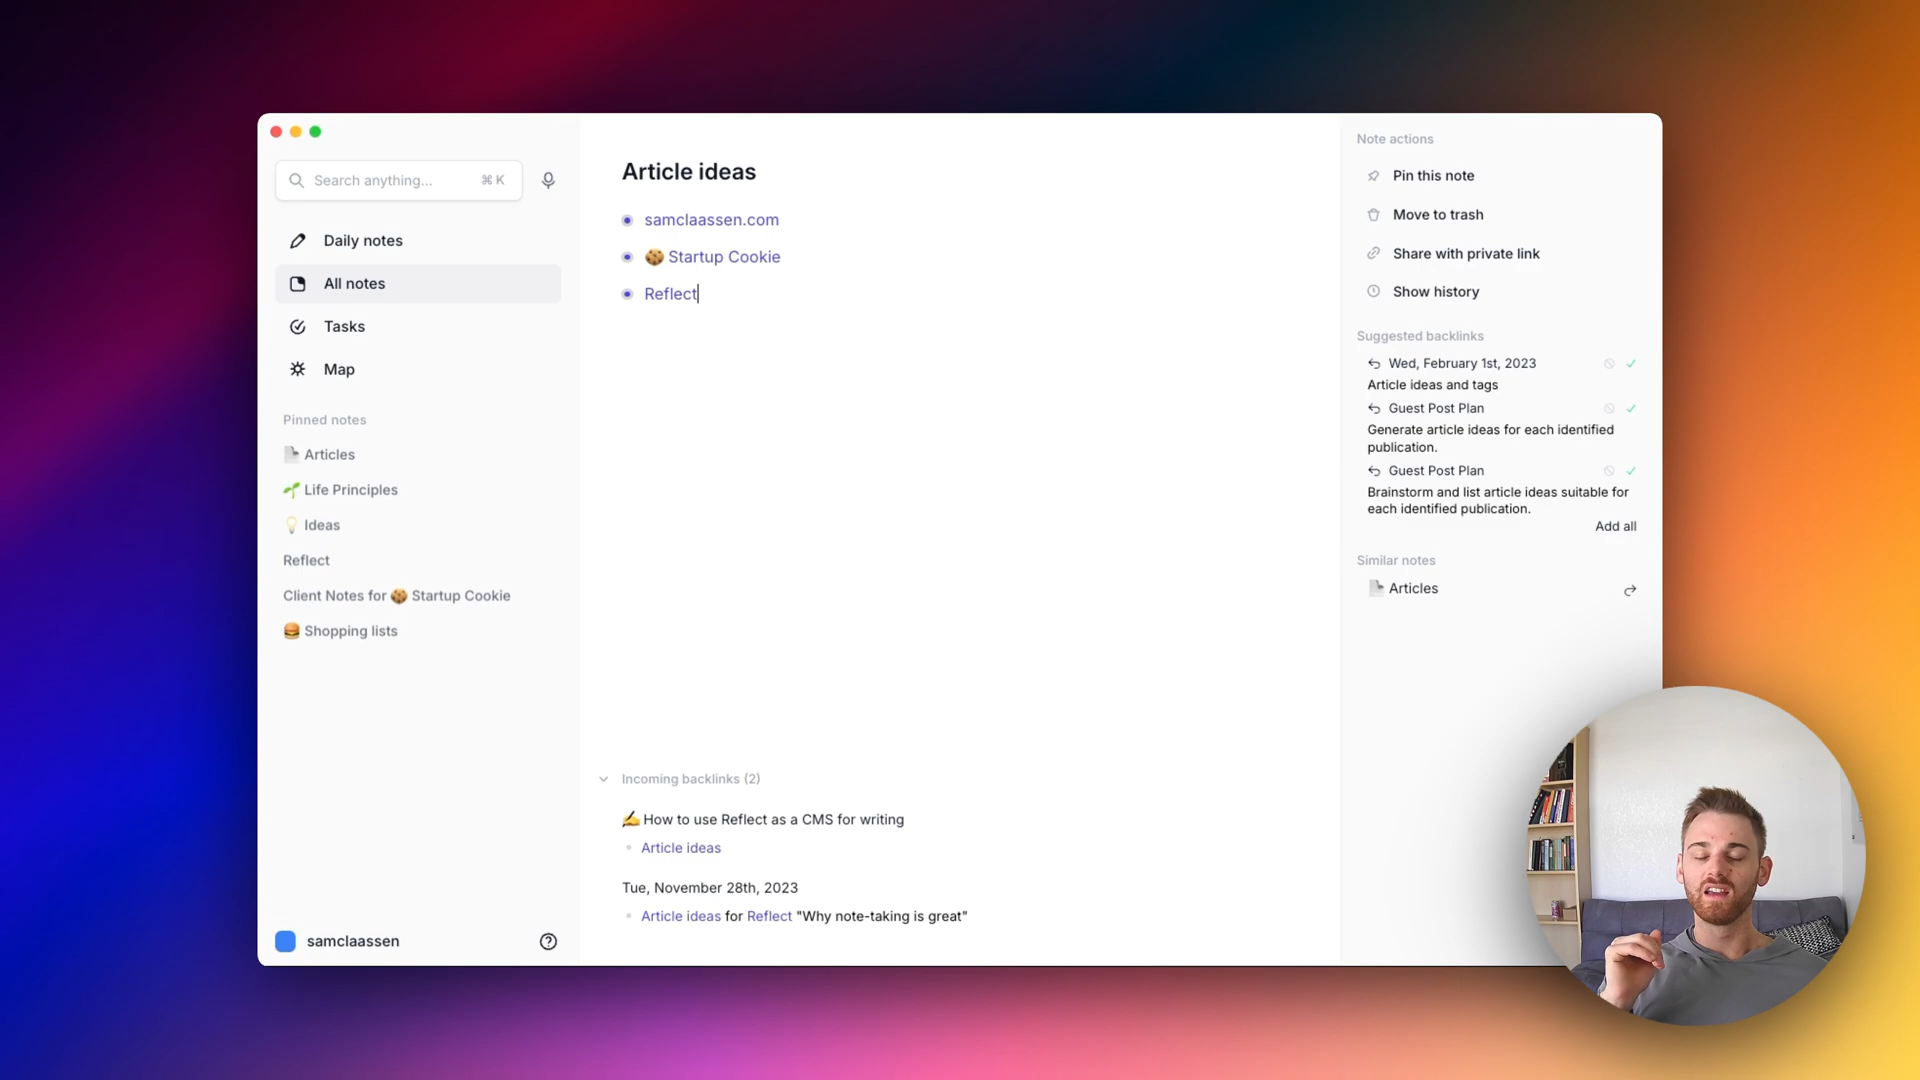 Search anything...
⌘ K
Daily notes
All notes
Tasks
Map
Pinned notes
Articles
Life Principles
Ideas
Reflect
Client Notes for 🍪 Startup Cookie
Shopping lists
samclaassen
Article ideas
samclaassen.com
🍪 Startup Cookie
Reflect
Incoming backlinks (2)
✍️ How to use Reflect as a CMS for writing
Article ideas
Tue, November 28th, 2023
Article ideas for Reflect "Why note-taking is great"
Note actions
Pin this note
Move to trash
Share with private link
Show history
Suggested backlinks
Wed, February 1st, 2023
Article ideas and tags
Guest Post Plan
Generate article ideas for each identified
publication.
Guest Post Plan
Brainstorm and list article ideas suitable for
each identified publication.
Add all
Similar notes
Articles